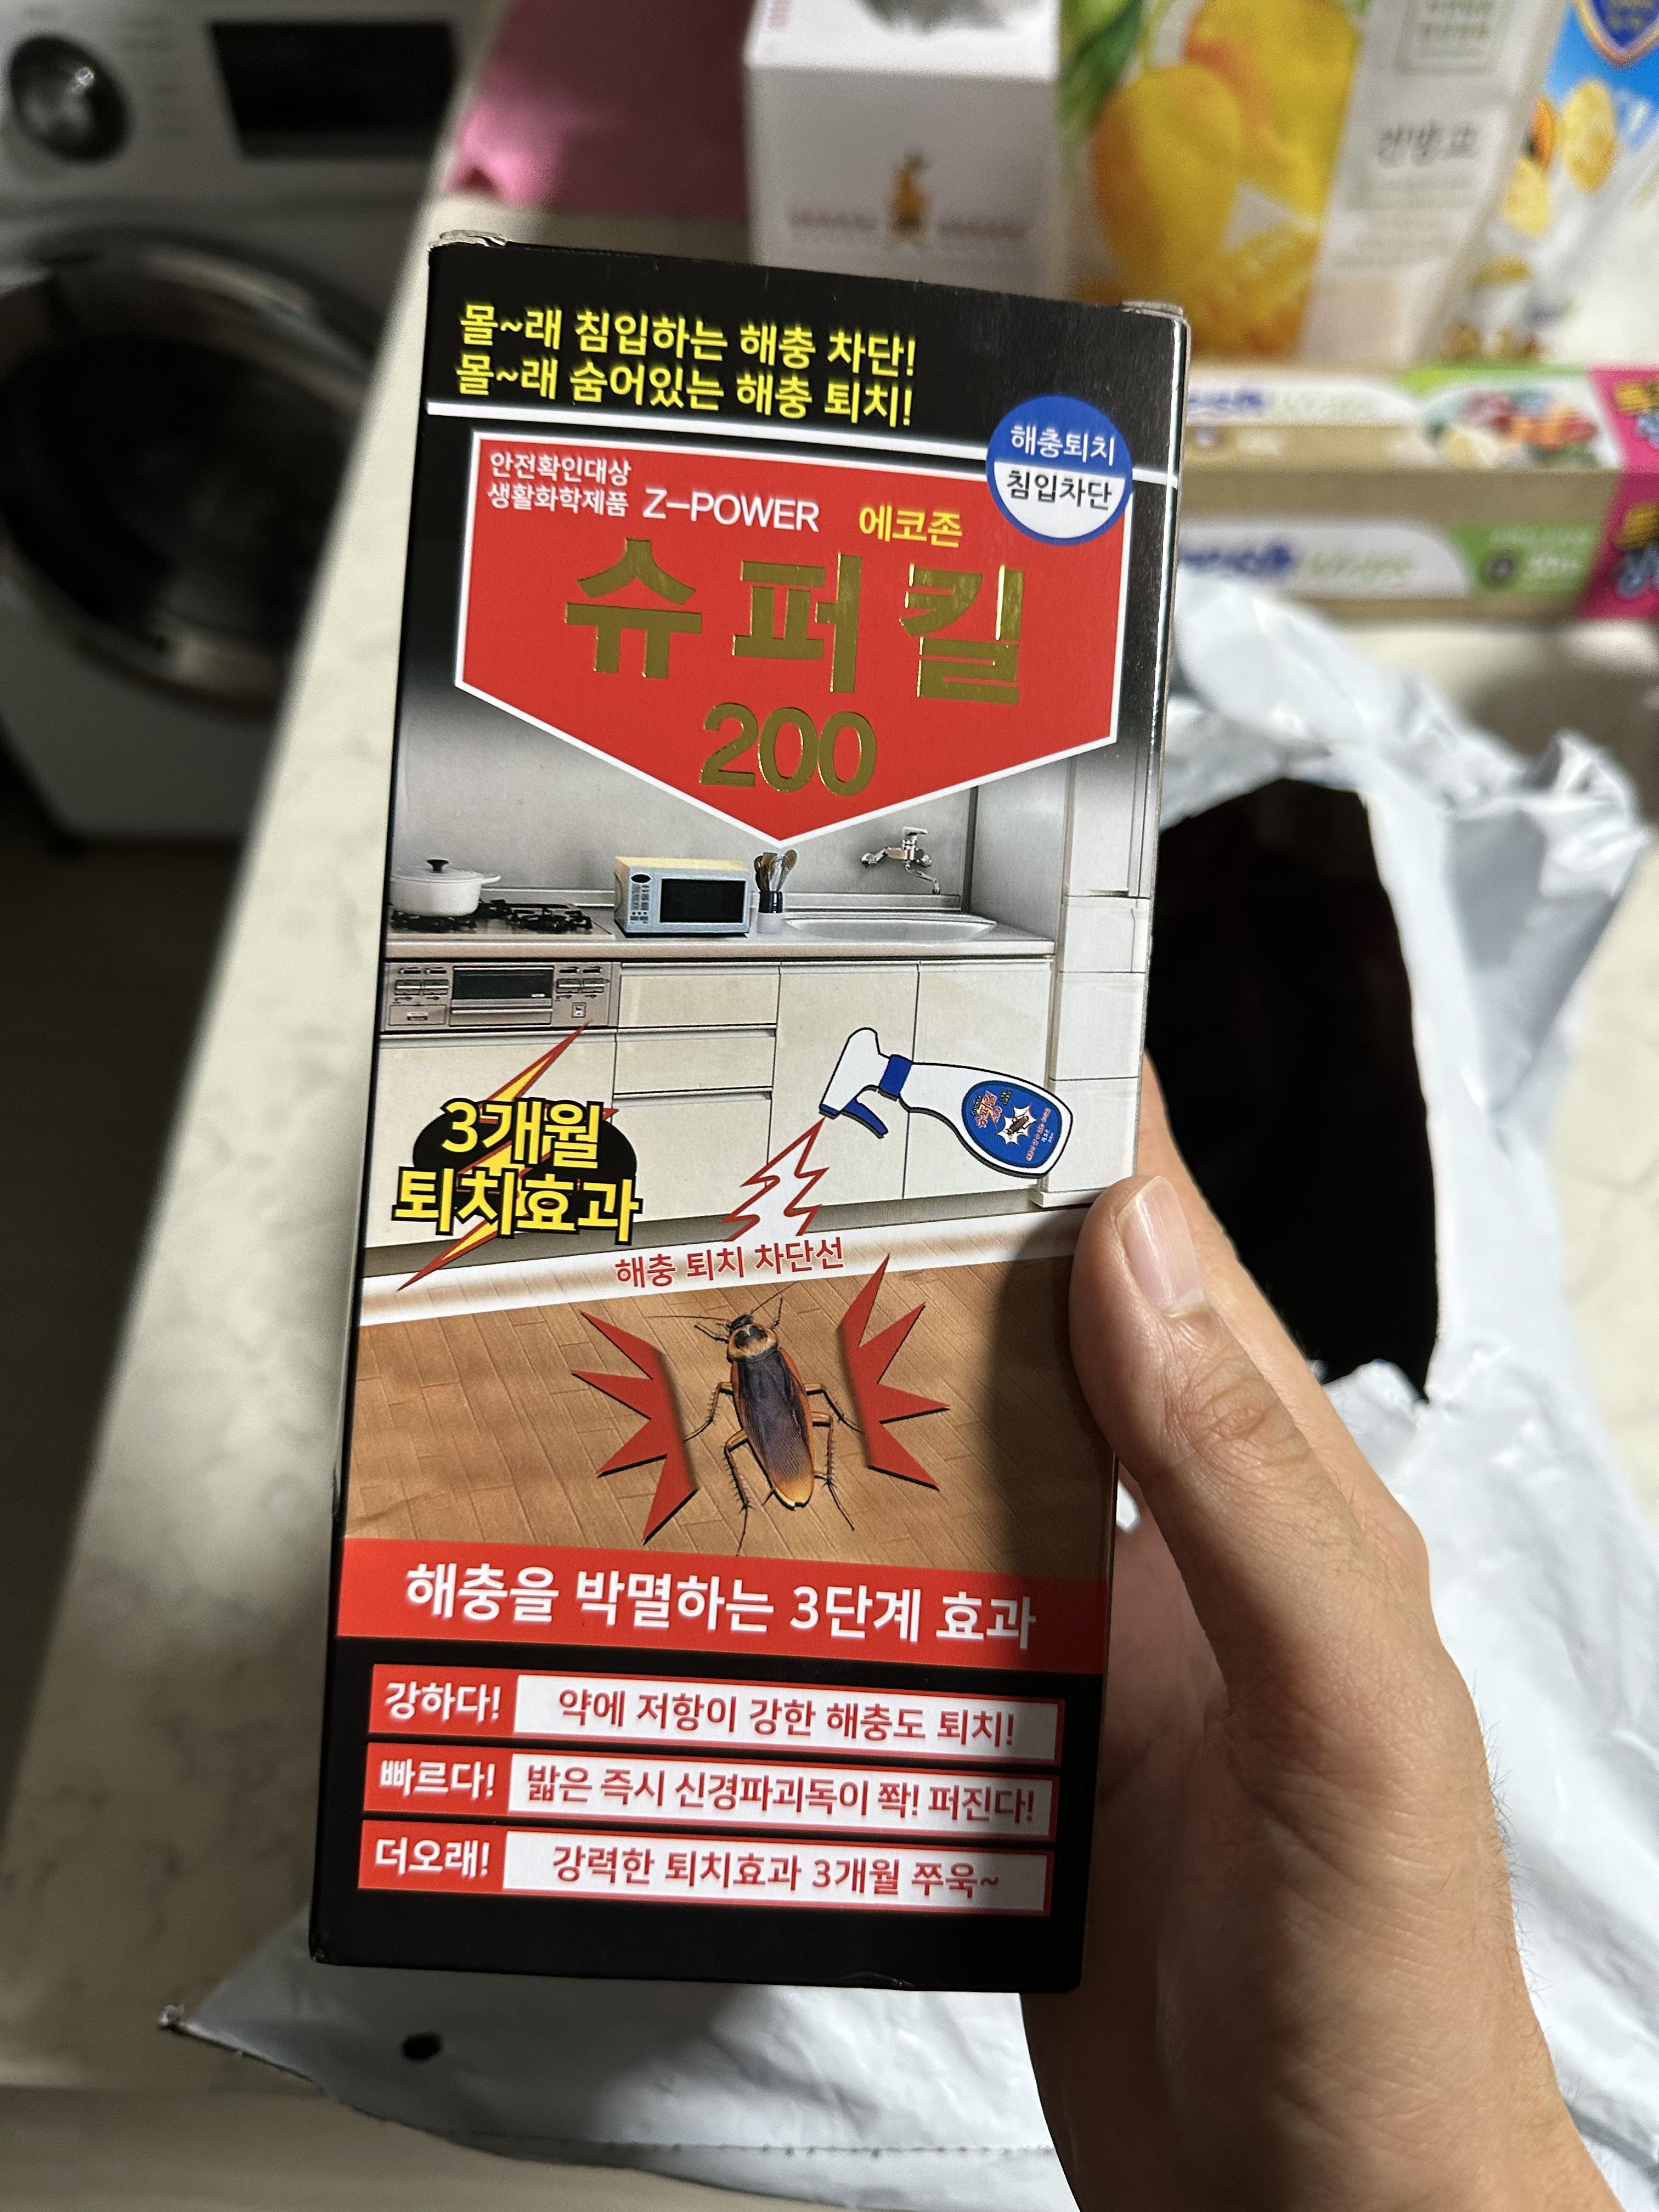 몰~래 침입하는 해충 차단!
몰~래 숨어있는 해충 퇴치!
해충퇴치
침입차단
안전확인대상
생활화학제품 Z-POWER 에코존
슈퍼킬
200
3개월
퇴치효과
해충 퇴치 차단선
해충을 박멸하는 3단계 효과
강하다! 약에 저항이 강한 해충도 퇴치!
빠르다! 밟은 즉시 신경파괴독이 쫙! 퍼진다!
더오래! 강력한 퇴치효과 3개월 쭈욱~